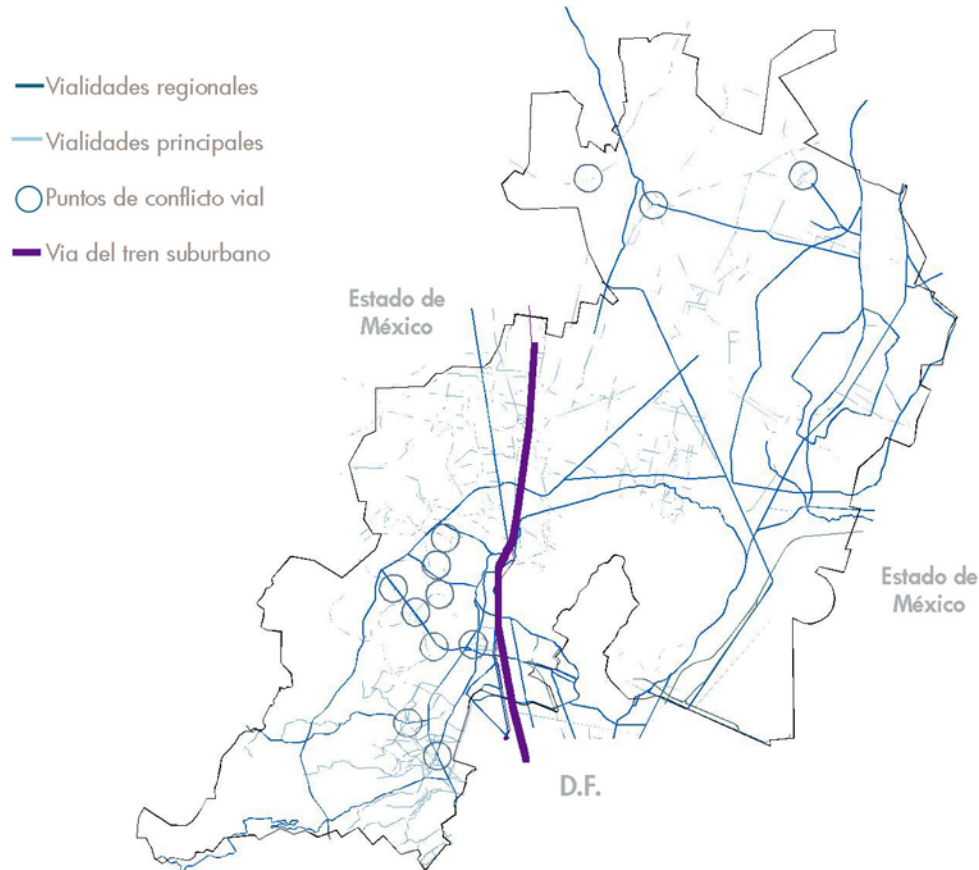 Vialidades regionales
Vialidades principales
Puntos de conflicto vial
Via del tren suburbano
Estado de
México
Estado de
México
D.F.